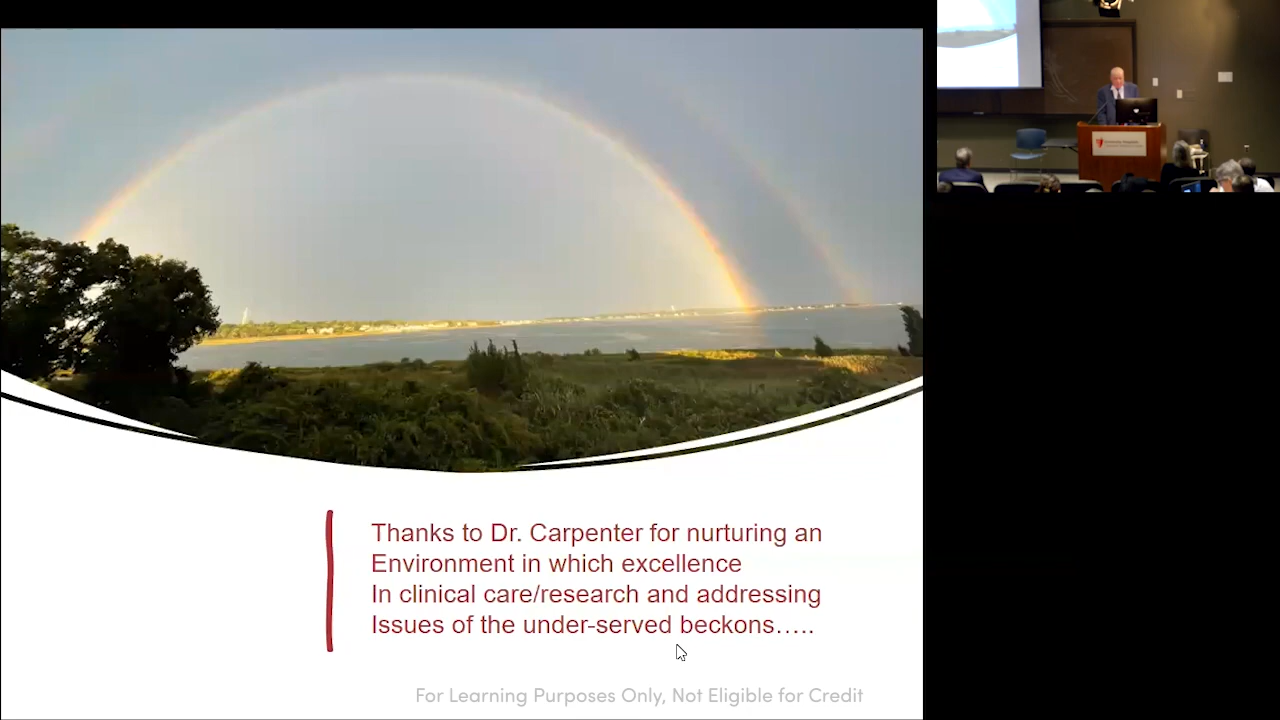 Thanks to Dr. Carpenter for nurturing an
Environment in which excellence
In clinical care/research and addressing
Issues of the under-served beckons…..
For Learning Purposes Only, Not Eligible for Credit